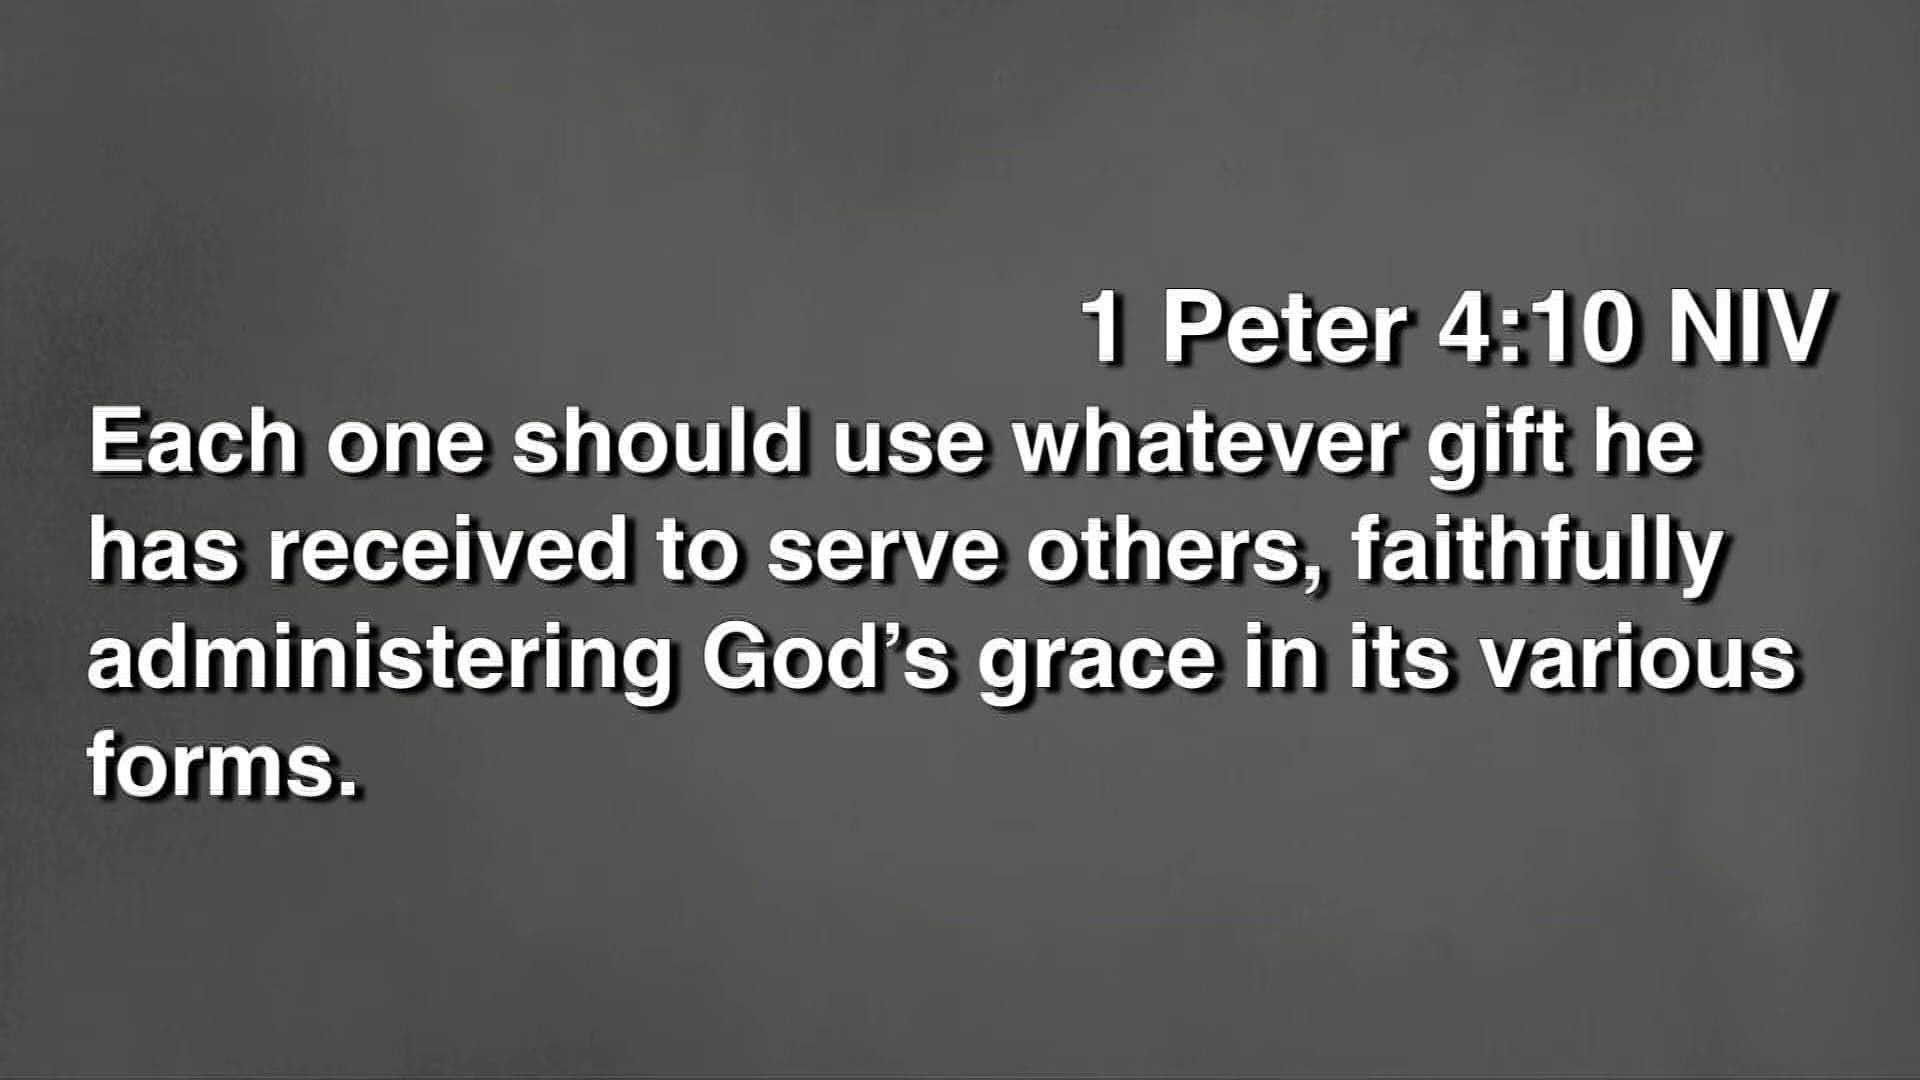 1 Peter 4:10 NIV
Each one should use whatever gift he
has received to serve others, faithfully
administering God’s grace in its various
forms.